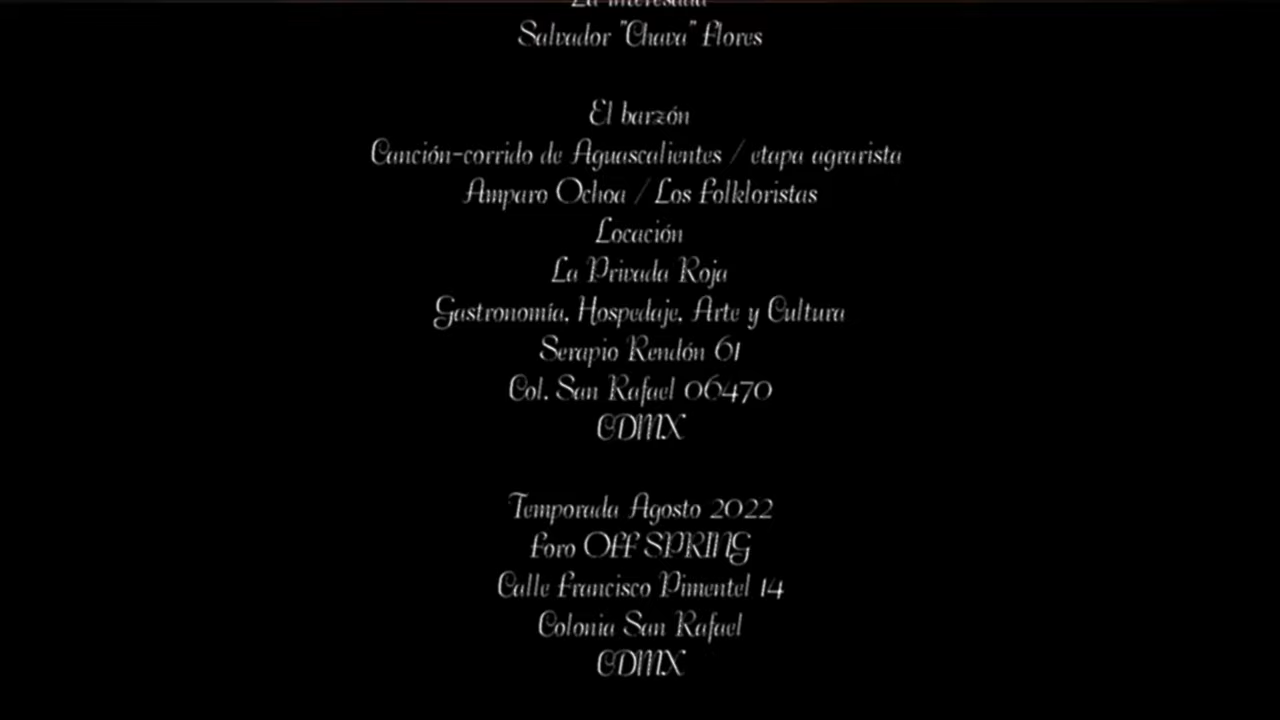 La interesada
Salvador "Chava" Flores
El barzón
Canción-corrido de Aguascalientes / etapa agrarista
Amparo Ochoa / Los Folkloristas
Locación
La Privada Roja
Gastronomía, Hospedaje, Arte y Cultura
Serapio Rendón 61
Col. San Rafael 06470
CDMX
Temporada Agosto 2022
Foro OFF SPRING
Calle Francisco Pimentel 14
Colonia San Rafael
CDMX